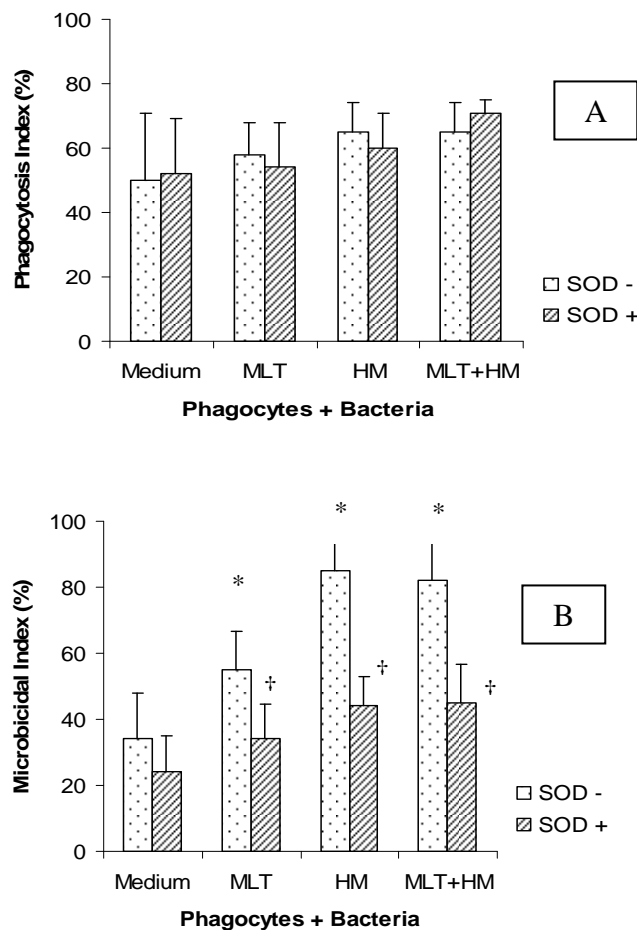 100
80
60
40
20
0
Phagocytosis Index (%)
A
SOD -
SOD +
Medium MLT HM MLT+HM
Phagocytes + Bacteria
100
80
60
40
20
0
Microbicidal Index (%)
* * *
† † †
B
SOD -
SOD +
Medium MLT HM MLT+HM
Phagocytes + Bacteria